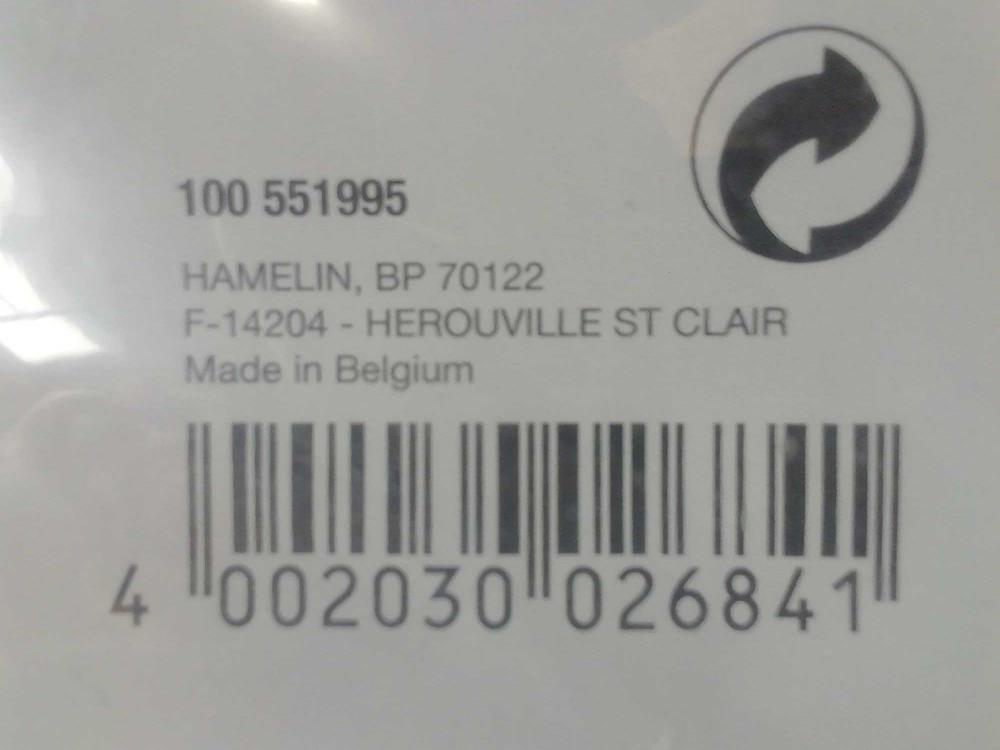 100 551995
HAMELIN, BP 70122
F-14204 - HEROUVILLE ST CLAIR
Made in Belgium
4 002030 026841